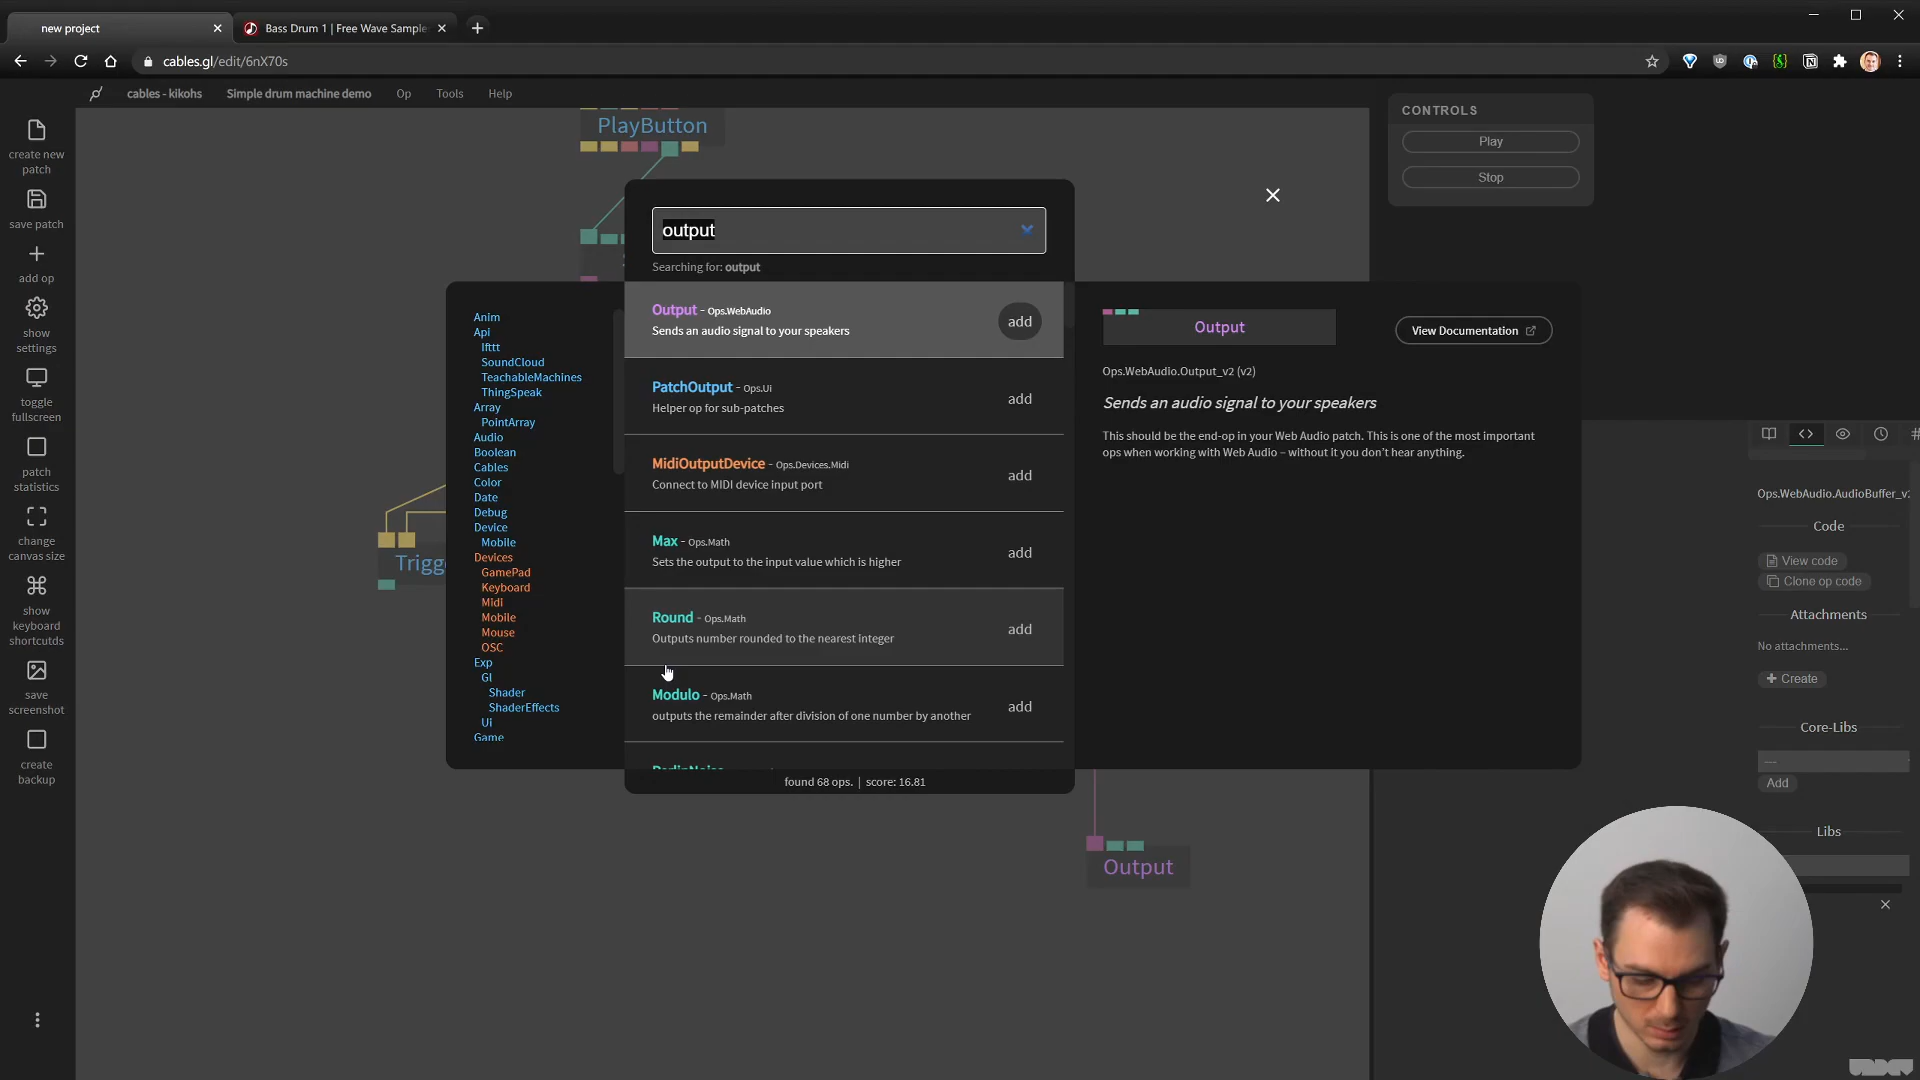 new project
Bass Drum 1 | Free Wave Sample
cables.gl/edit/6nX70s
cables - kikohs
Simple drum machine demo
Op
Tools
Help
create new
patch
save patch
add op
show
settings
toggle
fullscreen
patch
statistics
change
canvas size
show
keyboard
shortcuts
save
screenshot
create
backup
PlayButton
Trigg
Output
output
Searching for: output
Anim
Api
Ifttt
SoundCloud
TeachableMachines
ThingSpeak
Array
PointArray
Audio
Boolean
Cables
Color
Date
Debug
Device
Mobile
Devices
GamePad
Keyboard
Midi
Mobile
Mouse
OSC
Exp
Gl
Shader
ShaderEffects
Ui
Game
Output - Ops.WebAudio
Sends an audio signal to your speakers
add
PatchOutput - Ops.Ui
Helper op for sub-patches
add
MidiOutputDevice - Ops.Devices.Midi
Connect to MIDI device input port
add
Max - Ops.Math
Sets the output to the input value which is higher
add
Round - Ops.Math
Outputs number rounded to the nearest integer
add
Modulo - Ops.Math
outputs the remainder after division of one number by another
add
found 68 ops. | score: 16.81
Output
View Documentation
Ops.WebAudio.Output_v2 (v2)
Sends an audio signal to your speakers
This should be the end-op in your Web Audio patch. This is one of the most important
ops when working with Web Audio – without it you don't hear anything.
CONTROLS
Play
Stop
Ops.WebAudio.AudioBuffer_v
Code
View code
Clone op code
Attachments
No attachments...
Create
Core-Libs
Add
Libs